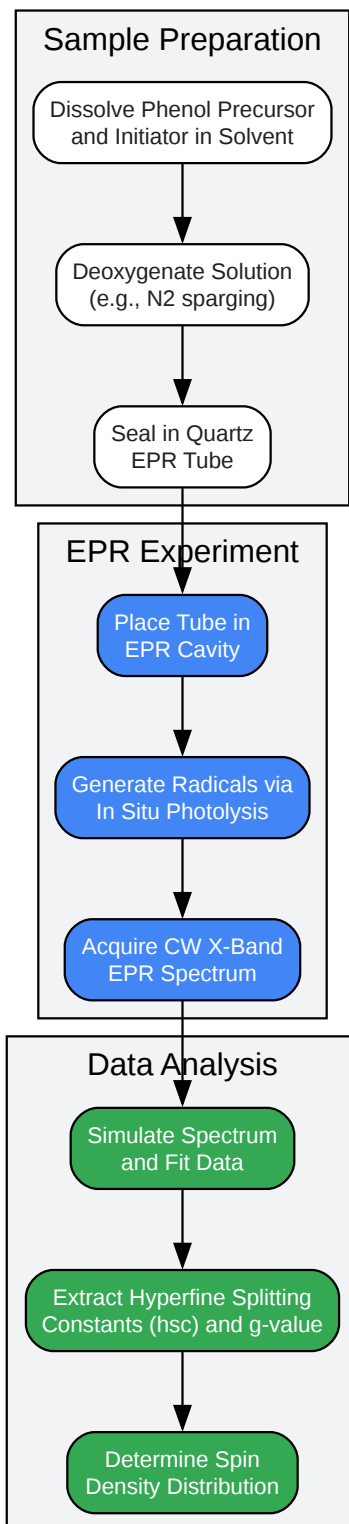 Sample Preparation
Dissolve Phenol Precursor
and Initiator in Solvent
Deoxygenate Solution
(e.g., N2 sparging)
Seal in Quartz
EPR Tube
EPR Experiment
Place Tube in
EPR Cavity
Generate Radicals via
In Situ Photolysis
Acquire CW X-Band
EPR Spectrum
Data Analysis
Simulate Spectrum
and Fit Data
Extract Hyperfine Splitting
Constants (hsc) and g-value
Determine Spin
Density Distribution